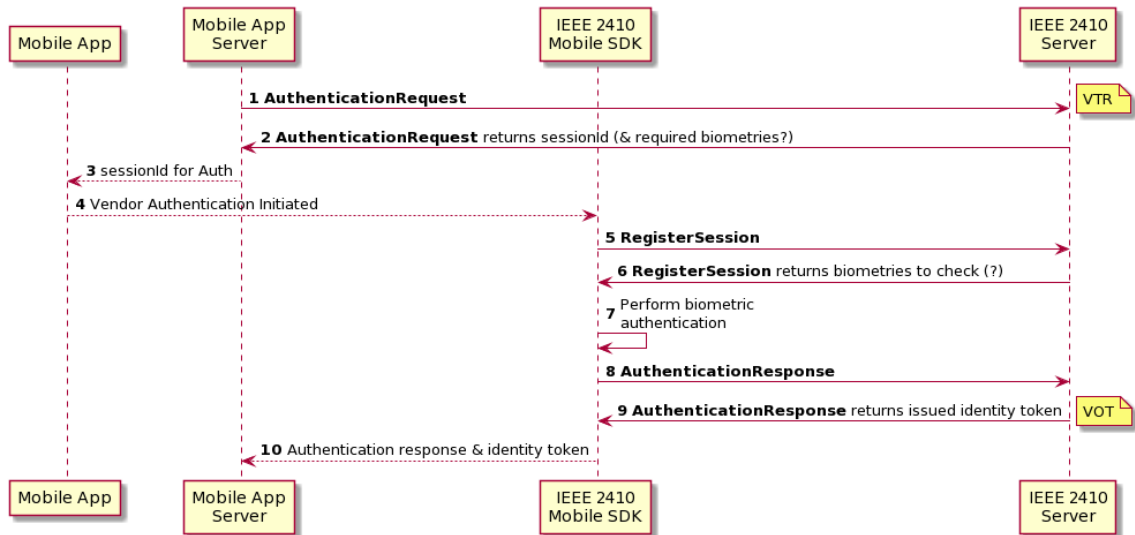 Mobile App
Mobile App
Server
IEEE 2410
Mobile SDK
IEEE 2410
Server
1 AuthenticationRequest
VTR
2 AuthenticationRequest returns sessionId (& required biometries?)
3 sessionId for Auth
4 Vendor Authentication Initiated
5 RegisterSession
6 RegisterSession returns biometries to check (?)
7 Perform biometric
authentication
8 AuthenticationResponse
9 AuthenticationResponse returns issued identity token
VOT
10 Authentication response & identity token
Mobile App
Mobile App
Server
IEEE 2410
Mobile SDK
IEEE 2410
Server